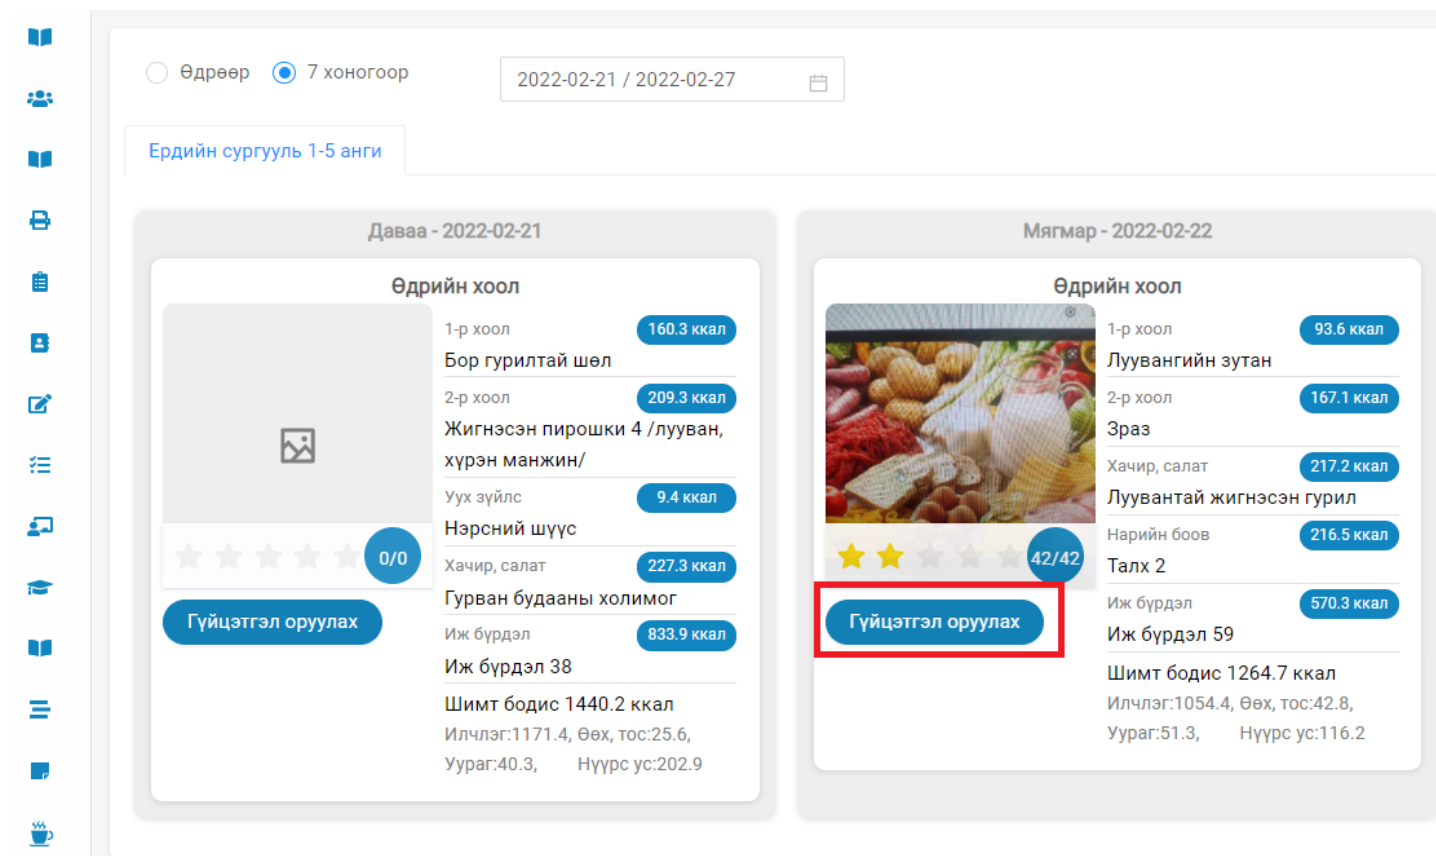 Өдрөөр
7 хоногоор
2022-02-21 / 2022-02-27
Ердийн сургууль 1-5 анги
Даваа - 2022-02-21
Өдрийн хоол
1-р хоол 160.3 ккал
Бор гурилтай шөл
2-р хоол 209.3 ккал
Жигнэсэн пирошки 4 /лууван,
хүрэн манжин/
Уух зүйлс 9.4 ккал
Нэрсний шүүс
0/0
Хачир, салат 227.3 ккал
Гурван будааны холимог
Гүйцэтгэл оруулах
Иж бүрдэл 833.9 ккал
Иж бүрдэл 38
Шимт бодис 1440.2 ккал
Илчлэг:1171.4, Өөх, тос:25.6,
Уураг:40.3, Нүүрс ус:202.9
Мягмар - 2022-02-22
Өдрийн хоол
1-р хоол 93.6 ккал
Луувангийн зутан
2-р хоол 167.1 ккал
Зраз
Хачир, салат 217.2 ккал
Луувантай жигнэсэн гурил
Нарийн боов 216.5 ккал
42/42
Талх 2
Гүйцэтгэл оруулах
Иж бүрдэл 570.3 ккал
Иж бүрдэл 59
Шимт бодис 1264.7 ккал
Илчлэг:1054.4, Өөх, тос:42.8,
Уураг:51.3, Нүүрс ус:116.2